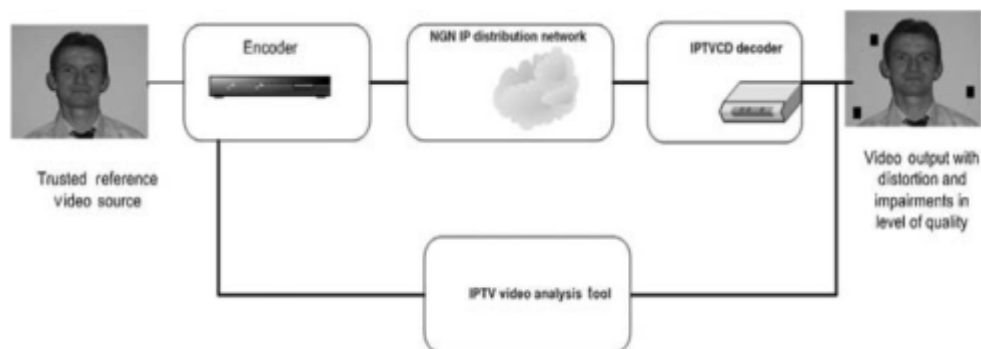 Encoder
NGN IP distribution network
IPTVCD decoder
Trusted reference
video source
Video output with
distortion and
impairments in
level of quality
IPTV video analysis tool